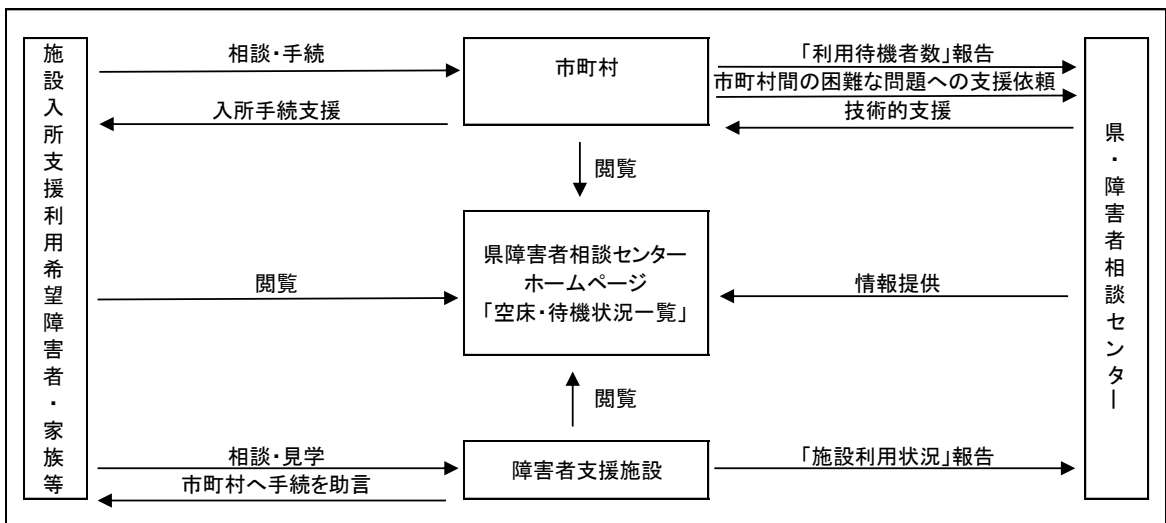 施設入所支援利用希望障害者・家族等
相談・手続
入所手続支援
市町村
「利用待機者数」報告
市町村間の困難な問題への支援依頼
技術的支援
閲覧
県・障害者相談センター
閲覧
県障害者相談センター
ホームページ
「空床・待機状況一覧」
情報提供
閲覧
相談・見学
市町村へ手続を助言
障害者支援施設
「施設利用状況」報告